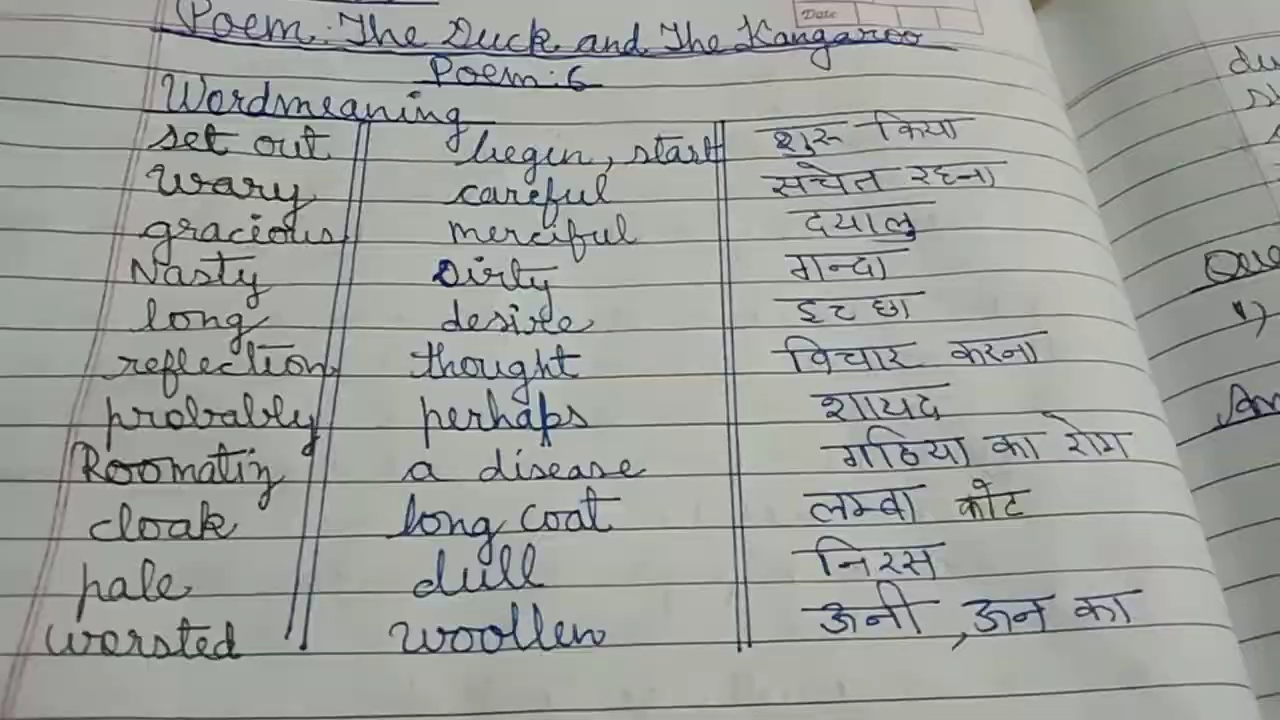 Date
Poem: The Duck and The Kangaroo
Poem: 6
Wordmeaning
set out begin, start शुरू किया
Wary careful सचेत रहना
gracious merciful दयालु
Nasty Dirty गन्दा
long desire इच्छा
reflection thought विचार करना
probably perhaps शायद
Roomatiz a disease गठिया का रोग
cloak long coat लम्बा कोट
pale dull निरस
worsted woollen ऊनी, ऊन का